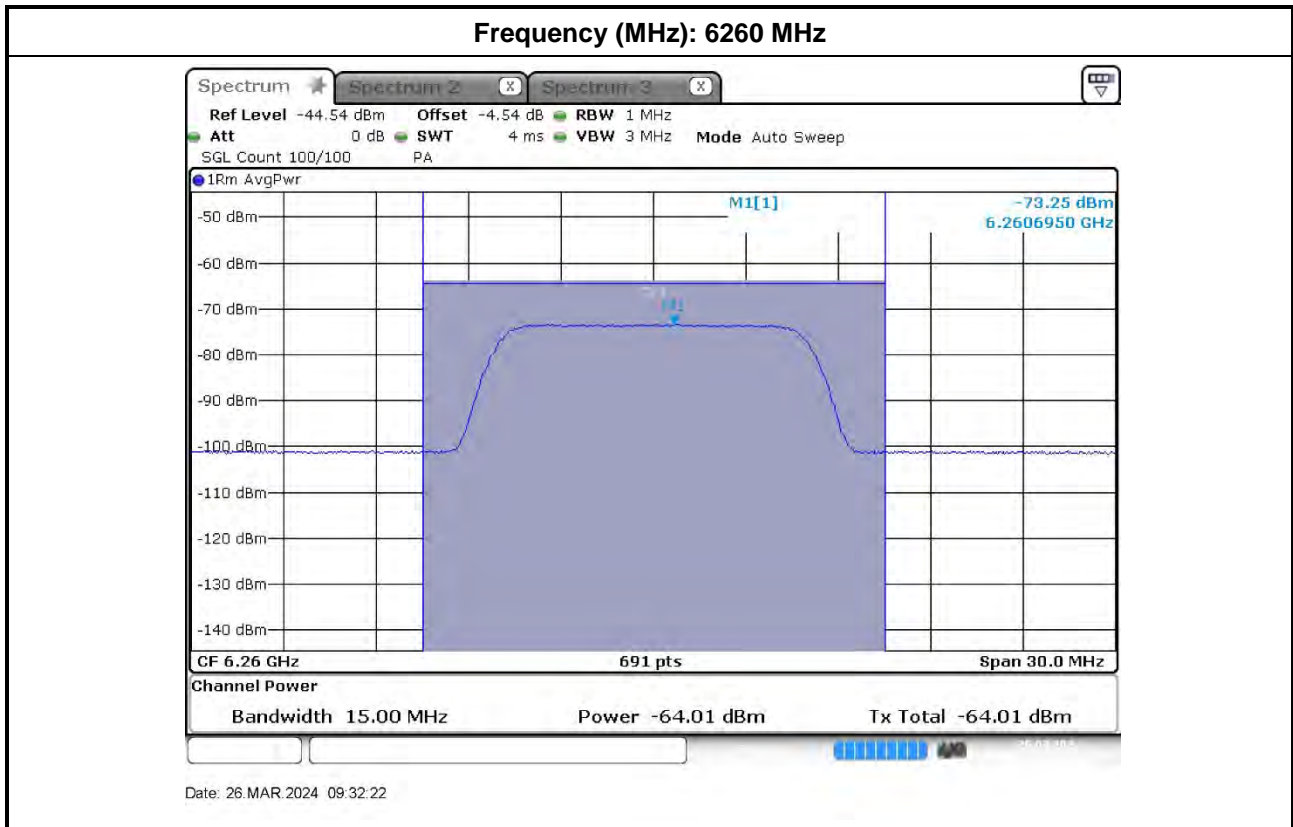 Frequency (MHz): 6260 MHz
Spectrum Spectrum 2 X Spectrum 3 X
Ref Level -44.54 dBm Offset -4.54 dB RBW 1 MHz
Att 0 dB SWT 4 ms VBW 3 MHz Mode Auto Sweep
SGL Count 100/100 PA
1Rm AvgPwr
M1[1] -73.25 dBm
6.2606950 GHz
-50 dBm
-60 dBm
-70 dBm
M1
-80 dBm
-90 dBm
-100 dBm
-110 dBm
-120 dBm
-130 dBm
-140 dBm
CF 6.26 GHz 691 pts Span 30.0 MHz
Channel Power
Bandwidth 15.00 MHz Power -64.01 dBm Tx Total -64.01 dBm
Date: 26.MAR.2024 09:32:22